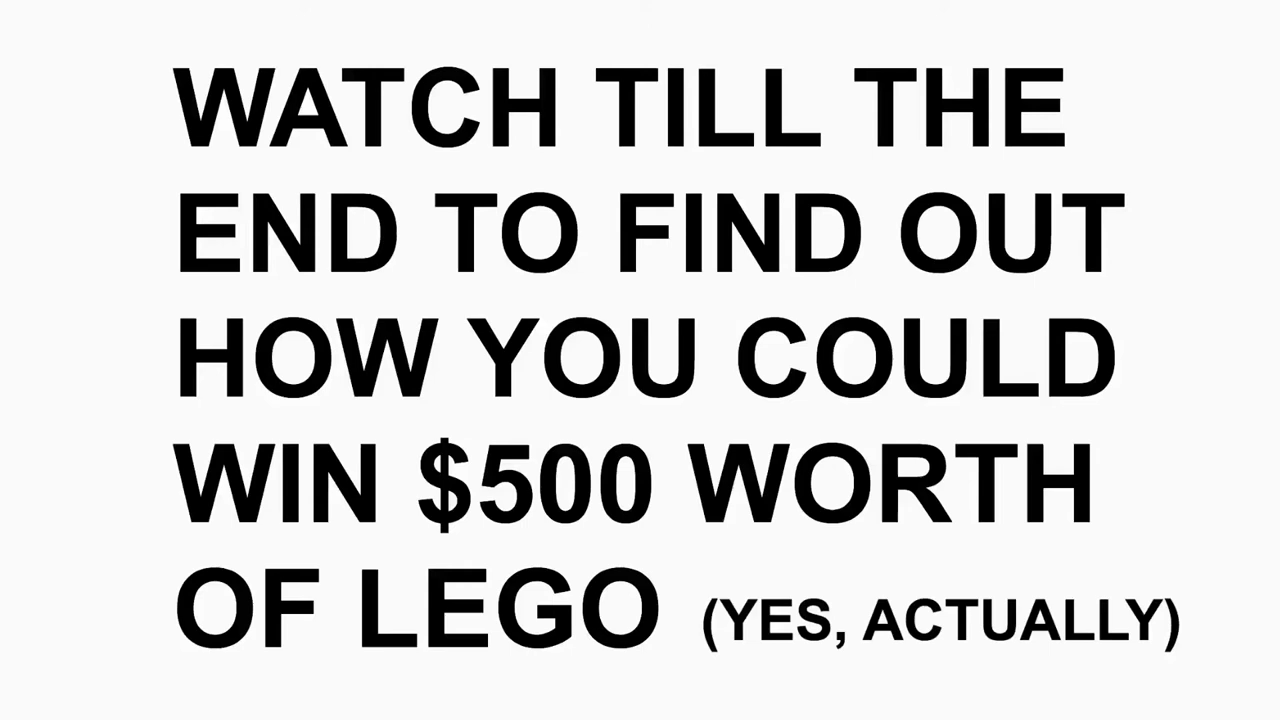 WATCH TILL THE
END TO FIND OUT
HOW YOU COULD
WIN $500 WORTH
OF LEGO (YES, ACTUALLY)